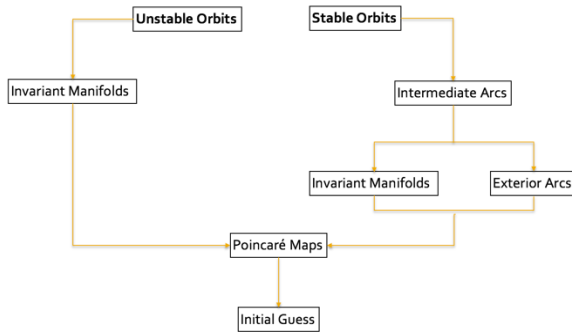 Unstable Orbits
Stable Orbits
Invariant Manifolds
Intermediate Arcs
Invariant Manifolds
Exterior Arcs
Poincaré Maps
Initial Guess